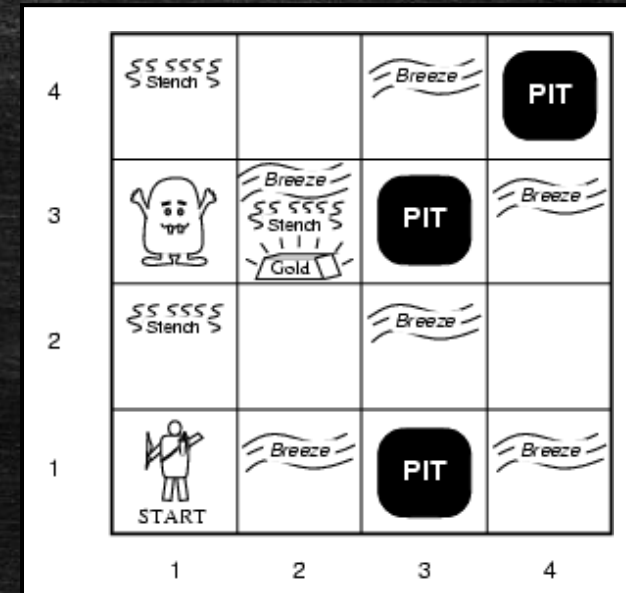 4
Stench
Breeze
PIT
3
Breeze
Stench
Gold
PIT
Breeze
2
Stench
Breeze
1
START
Breeze
PIT
Breeze
1 2 3 4